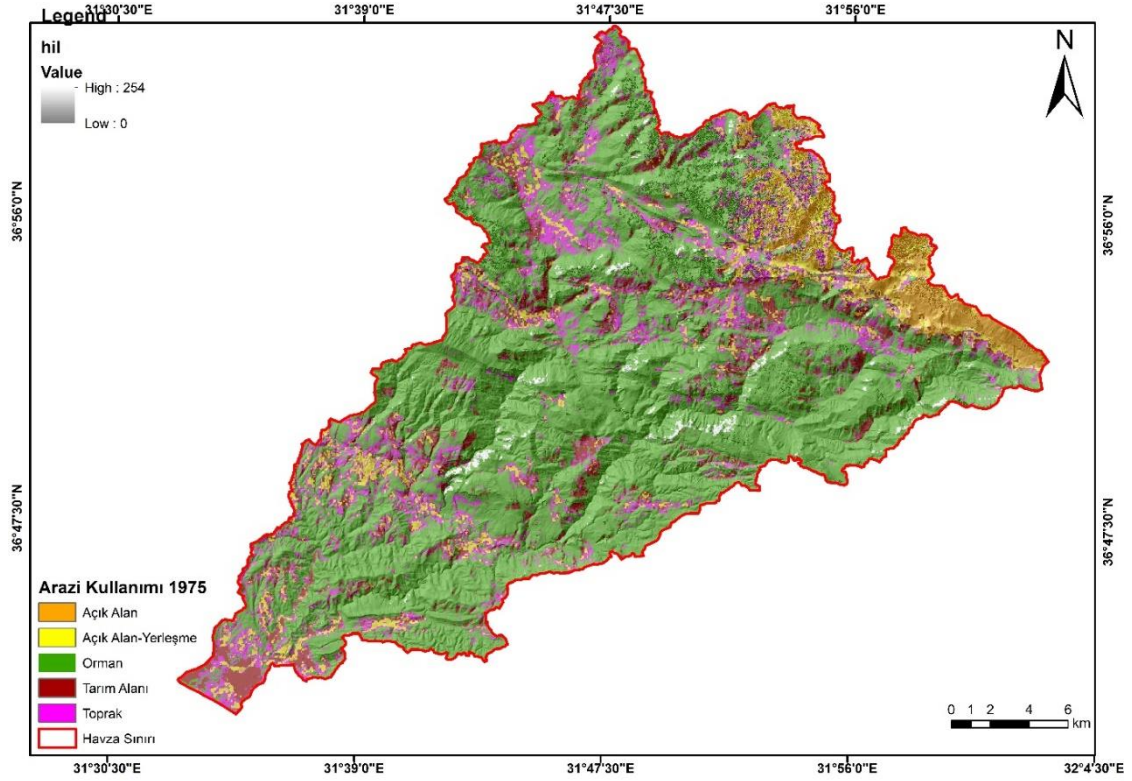 Legend
31°30'30"E
31°39'0"E
31°47'30"E
31°56'0"E
hil
Value
High : 254
Low : 0
N
36°56'0"N
36°56'0"N
36°47'30"N
36°47'30"N
Arazi Kullanımı 1975
Açık Alan
Açık Alan-Yerleşme
Orman
Tarım Alanı
Toprak
Havza Sınırı
0 1 2 4 6
km
31°30'30"E
31°39'0"E
31°47'30"E
31°56'0"E
32°4'30"E